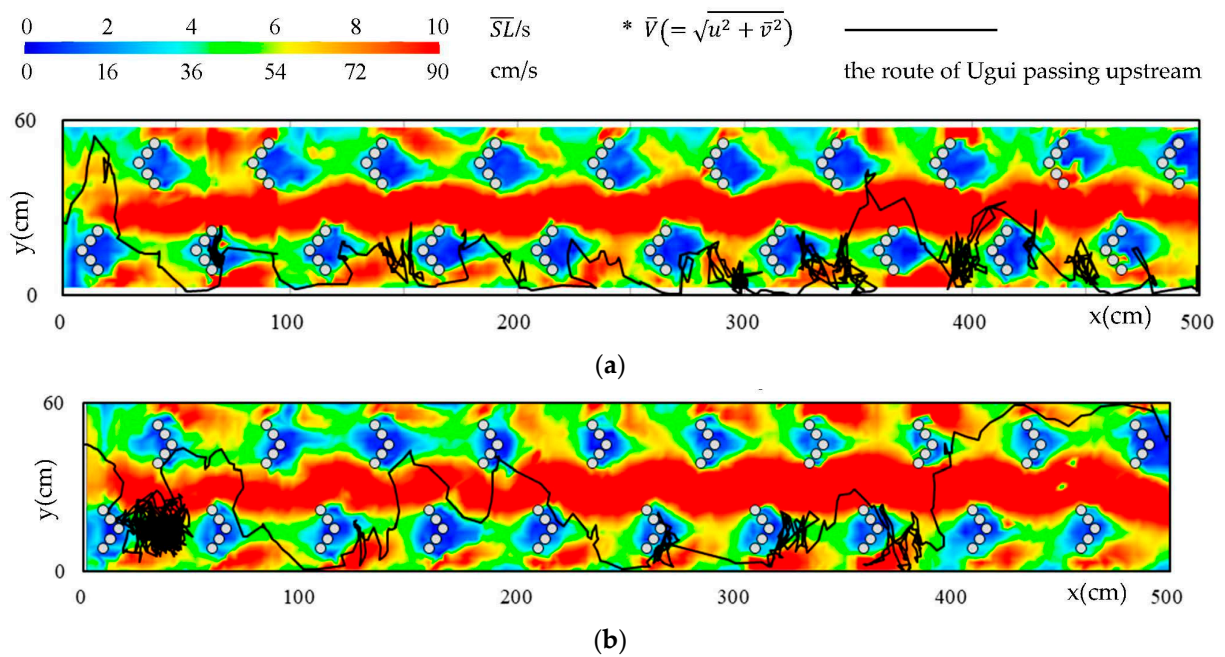 0 2 4 6 8 10 S̅L̅/s * V̄(= √u² + v̄²)
0 16 36 54 72 90 cm/s the route of Ugui passing upstream
60
y(cm)
0
0 100 200 300 400 x(cm) 500
(a)
60
y(cm)
0
0 100 200 300 400 x(cm) 500
(b)